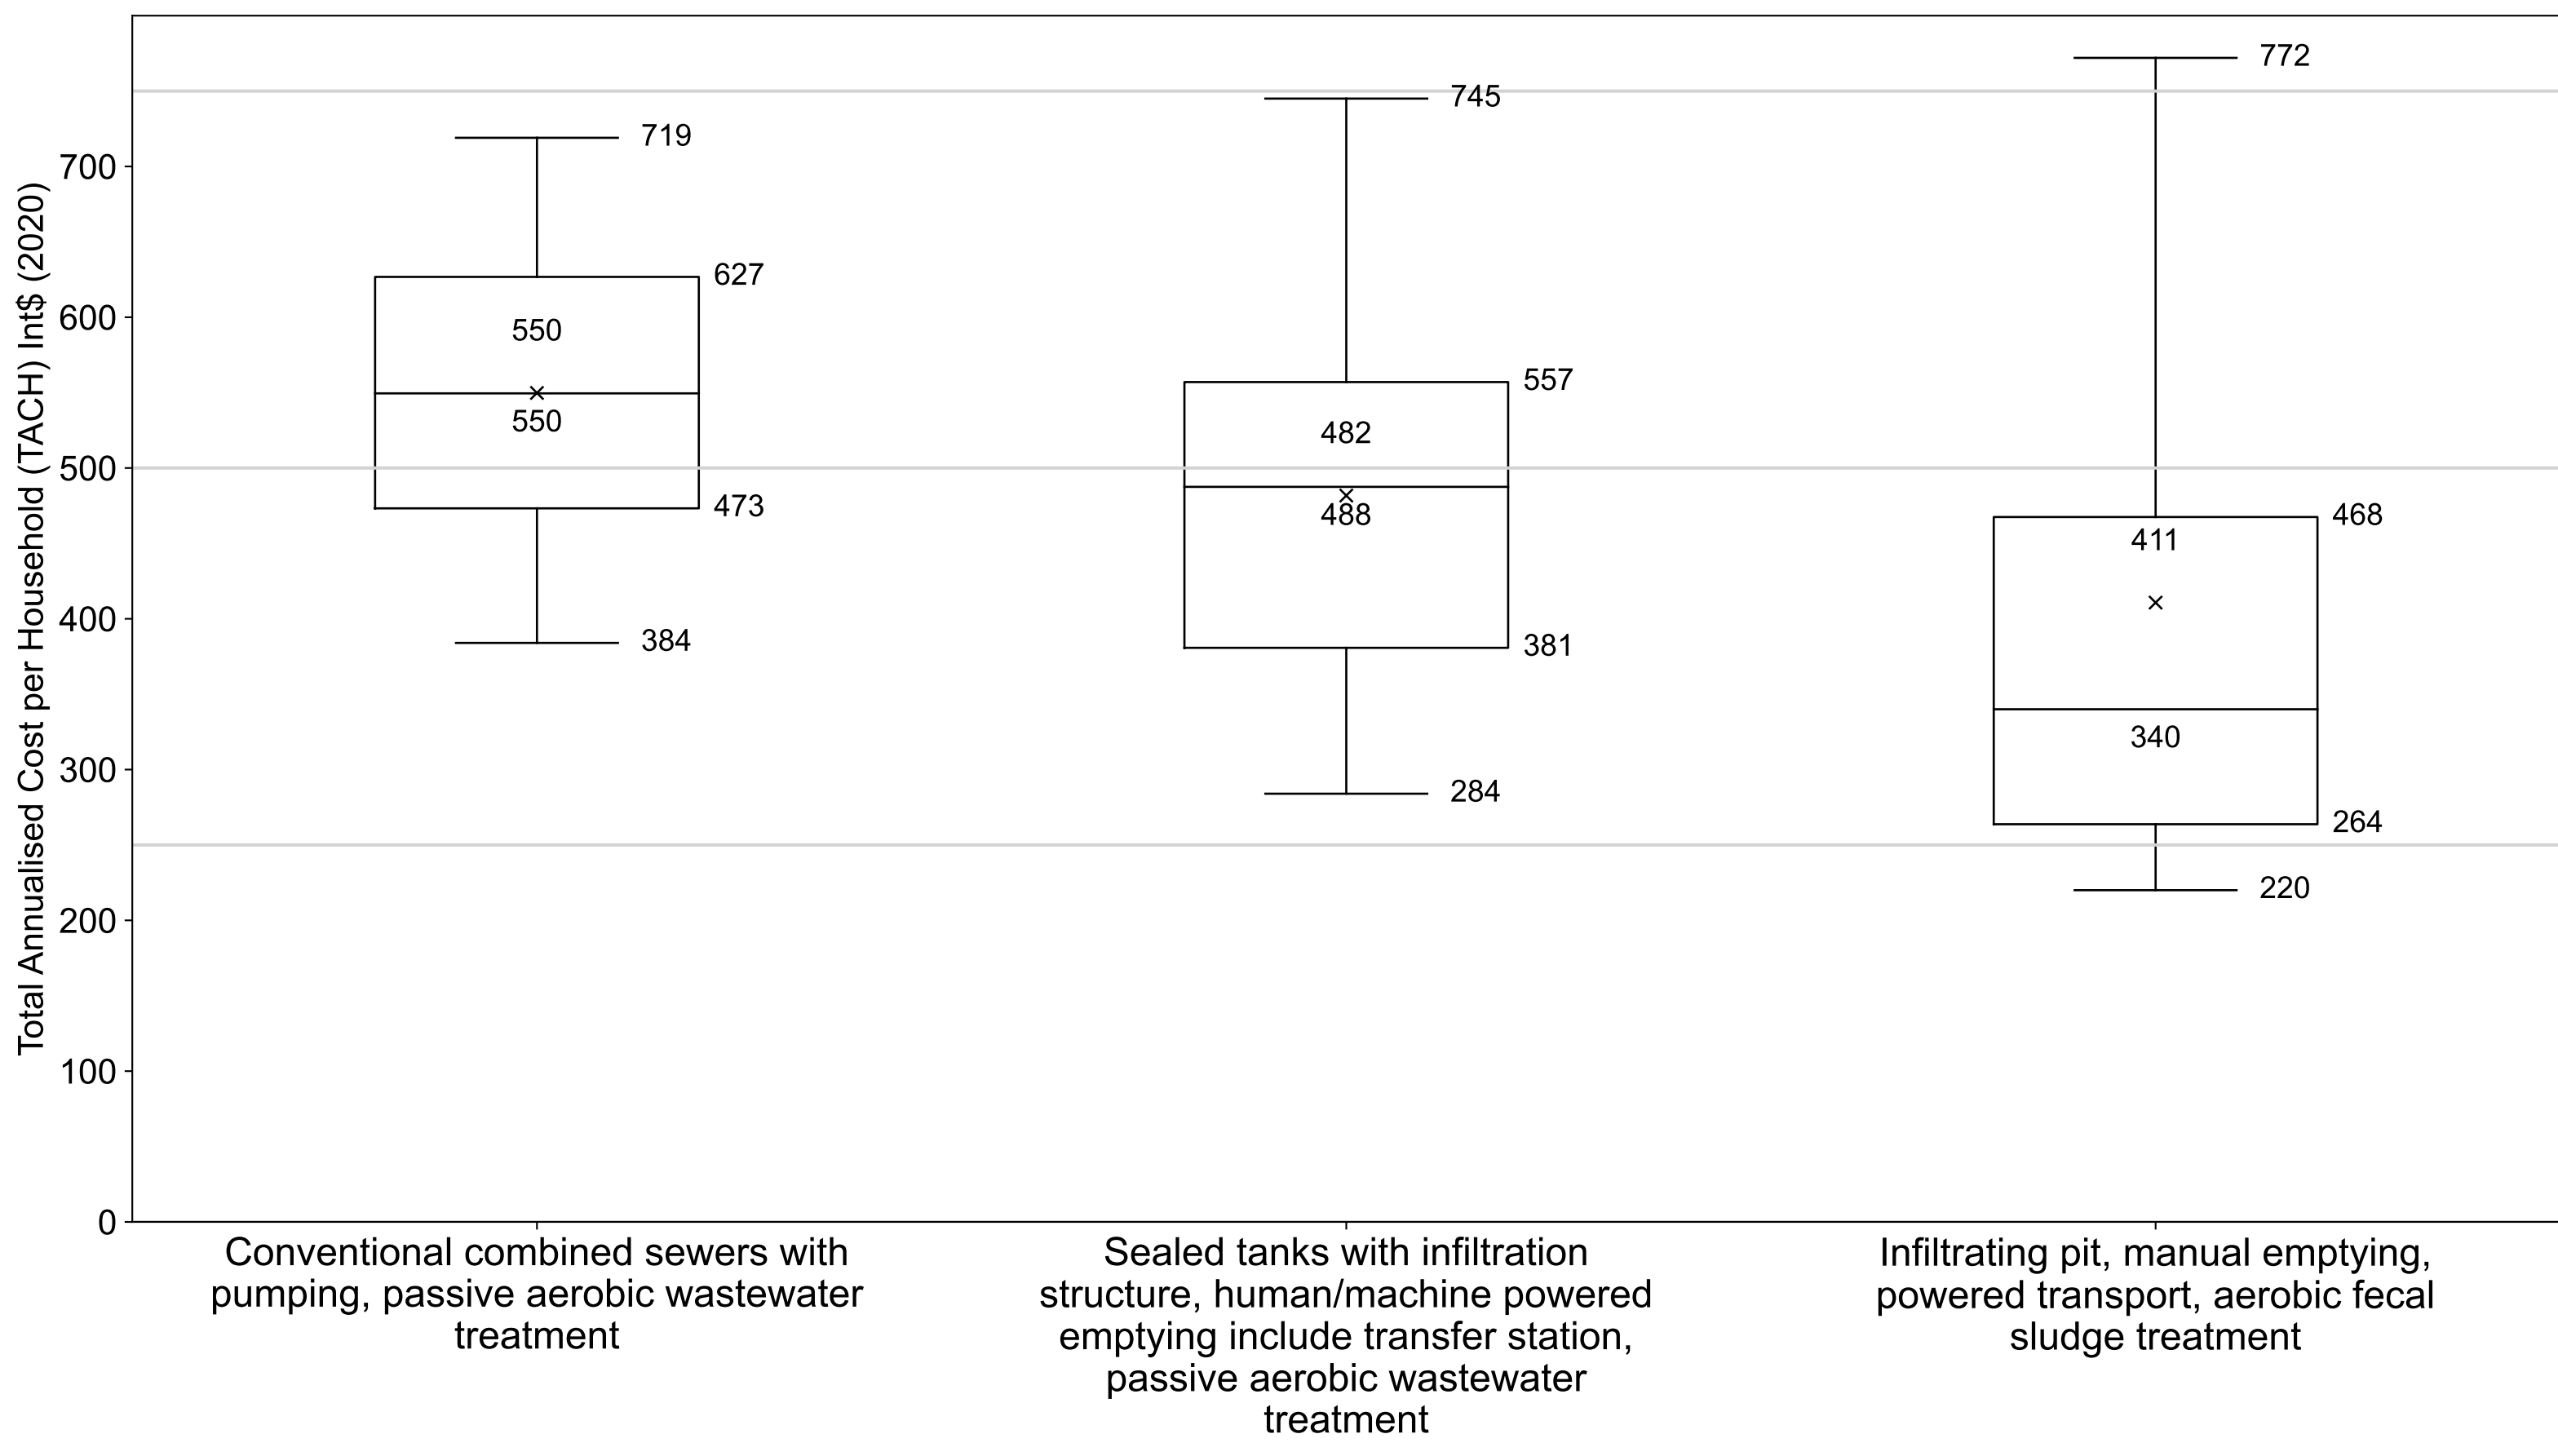 Total Annualised Cost per Household (TACH) Int$ (2020)
700
600
500
400
300
200
100
0
719
627
550
550
473
384
745
557
482
488
381
284
772
468
411
340
264
220
Conventional combined sewers with
pumping, passive aerobic wastewater
treatment
Sealed tanks with infiltration
structure, human/machine powered
emptying include transfer station,
passive aerobic wastewater
treatment
Infiltrating pit, manual emptying,
powered transport, aerobic fecal
sludge treatment